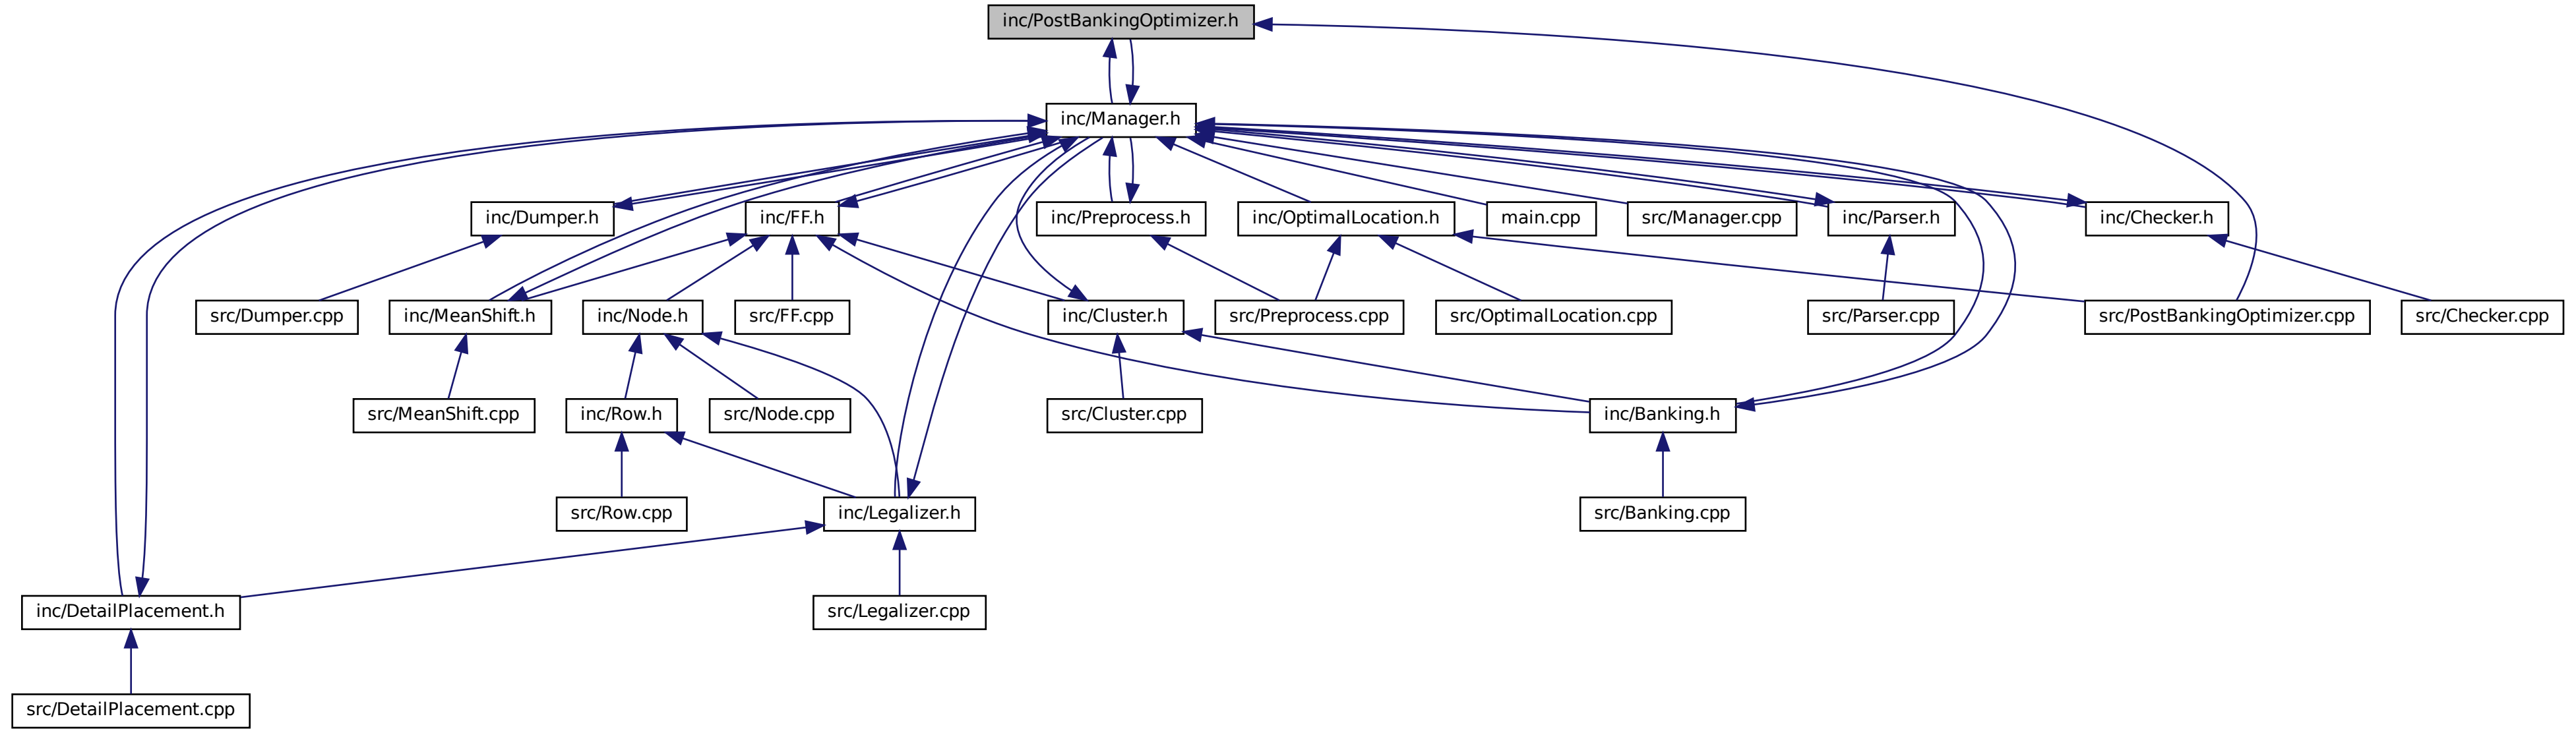 inc/PostBankingOptimizer.h
inc/Manager.h
inc/Dumper.h
inc/FF.h
inc/Preprocess.h
inc/OptimalLocation.h
main.cpp
src/Manager.cpp
inc/Parser.h
inc/Checker.h
src/Dumper.cpp
inc/MeanShift.h
inc/Node.h
src/FF.cpp
inc/Cluster.h
src/Preprocess.cpp
src/OptimalLocation.cpp
src/Parser.cpp
src/PostBankingOptimizer.cpp
src/Checker.cpp
src/MeanShift.cpp
inc/Row.h
src/Node.cpp
src/Cluster.cpp
inc/Banking.h
src/Row.cpp
inc/Legalizer.h
src/Banking.cpp
inc/DetailPlacement.h
src/Legalizer.cpp
src/DetailPlacement.cpp